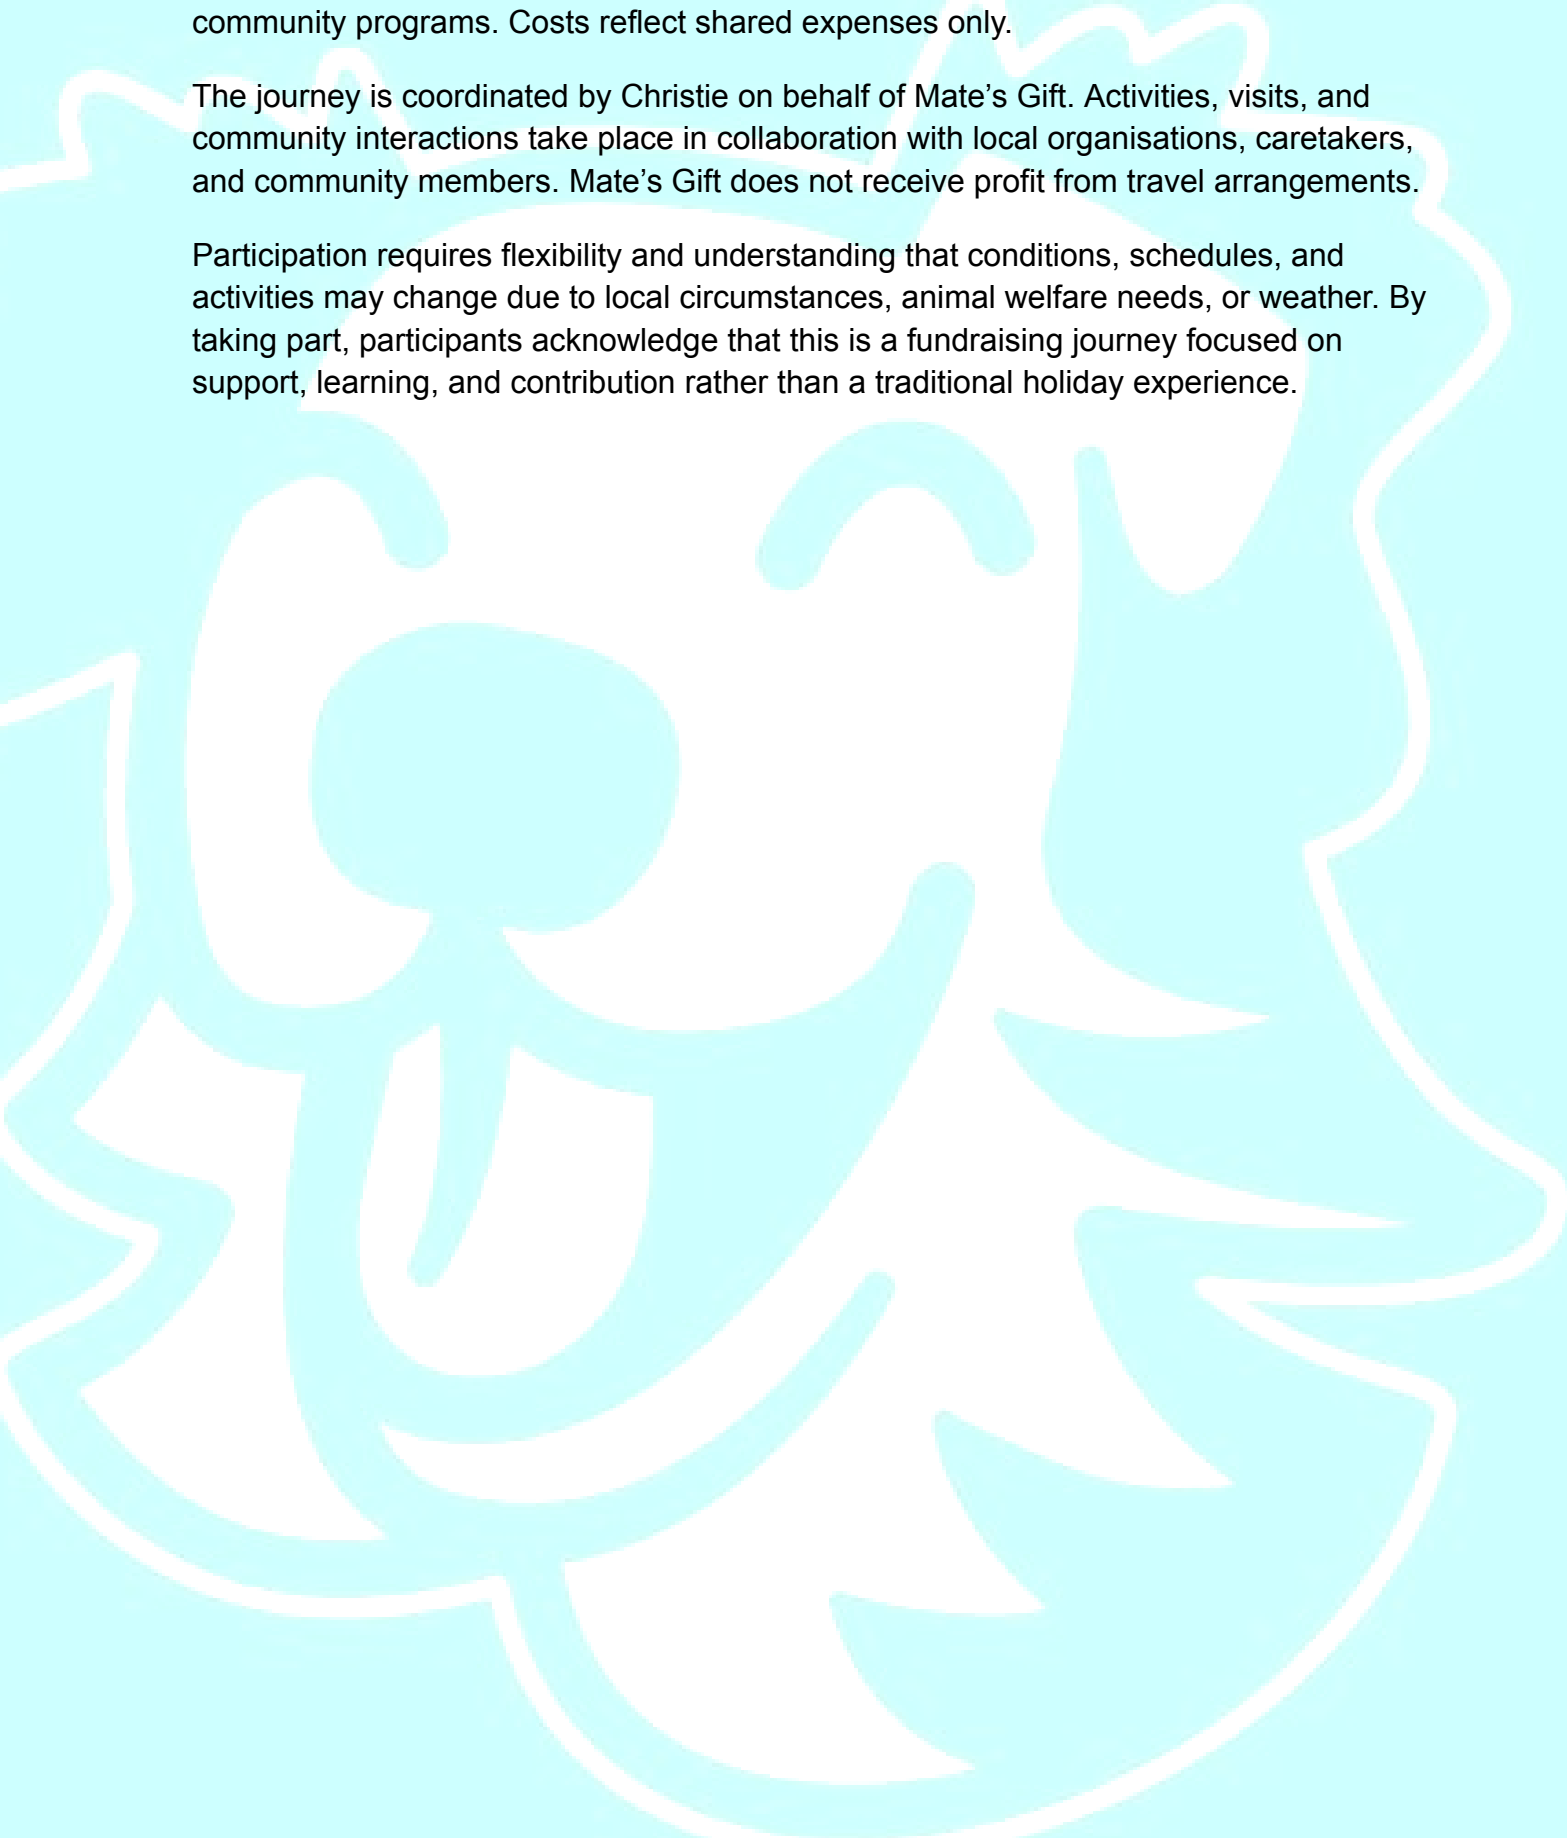 community programs. Costs reflect shared expenses only.
The journey is coordinated by Christie on behalf of Mate’s Gift. Activities, visits, and
community interactions take place in collaboration with local organisations, caretakers,
and community members. Mate’s Gift does not receive profit from travel arrangements.
Participation requires flexibility and understanding that conditions, schedules, and
activities may change due to local circumstances, animal welfare needs, or weather. By
taking part, participants acknowledge that this is a fundraising journey focused on
support, learning, and contribution rather than a traditional holiday experience.